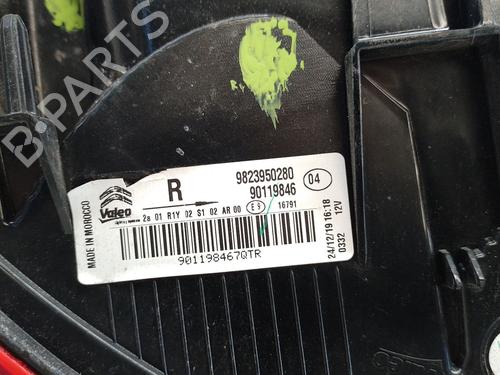 B-PARTS
R
9823950280
90119846
04
Valeo
2a 01 R1Y 02 S1 02 AR 00
E9
16791
901198467QTR
MADE IN MOROCCO
24/12/19 16:18
0332 12V